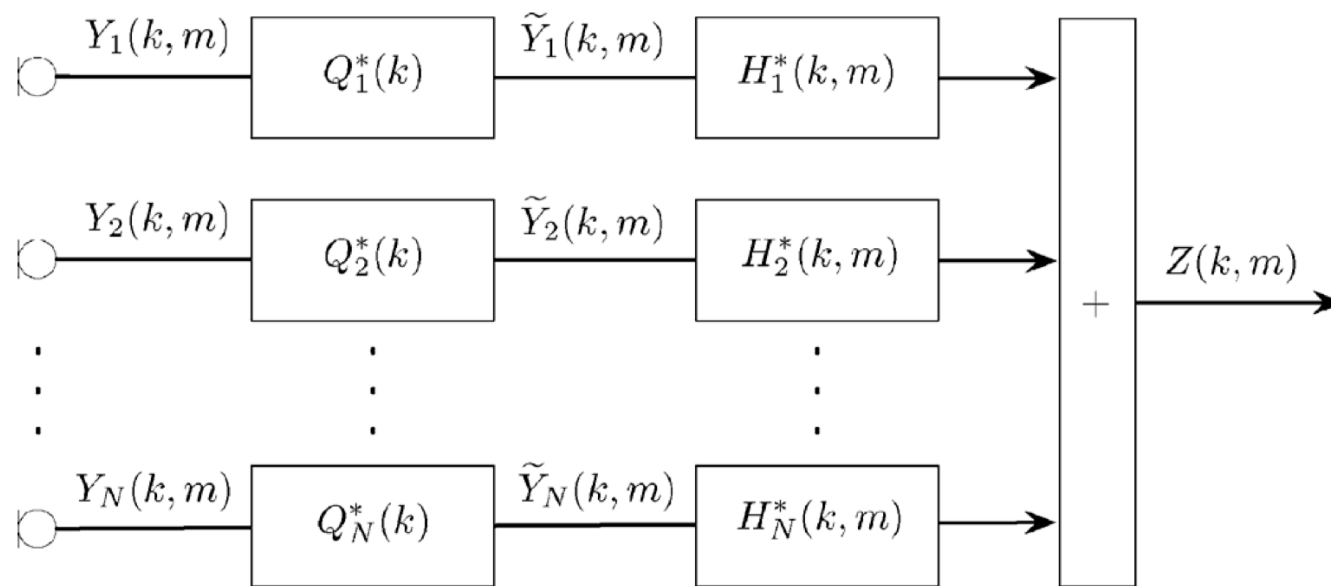 Y_1(k, m) Q_1^*(k) \widetilde{Y}_1(k, m) H_1^*(k, m)
Y_2(k, m) Q_2^*(k) \widetilde{Y}_2(k, m) H_2^*(k, m)
+ Z(k, m)
Y_N(k, m) Q_N^*(k) \widetilde{Y}_N(k, m) H_N^*(k, m)